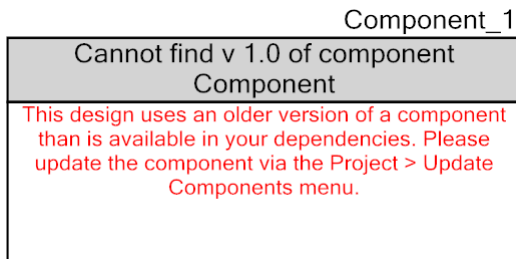 Component_1
Cannot find v 1.0 of component
Component
This design uses an older version of a component
than is available in your dependencies. Please
update the component via the Project > Update
Components menu.